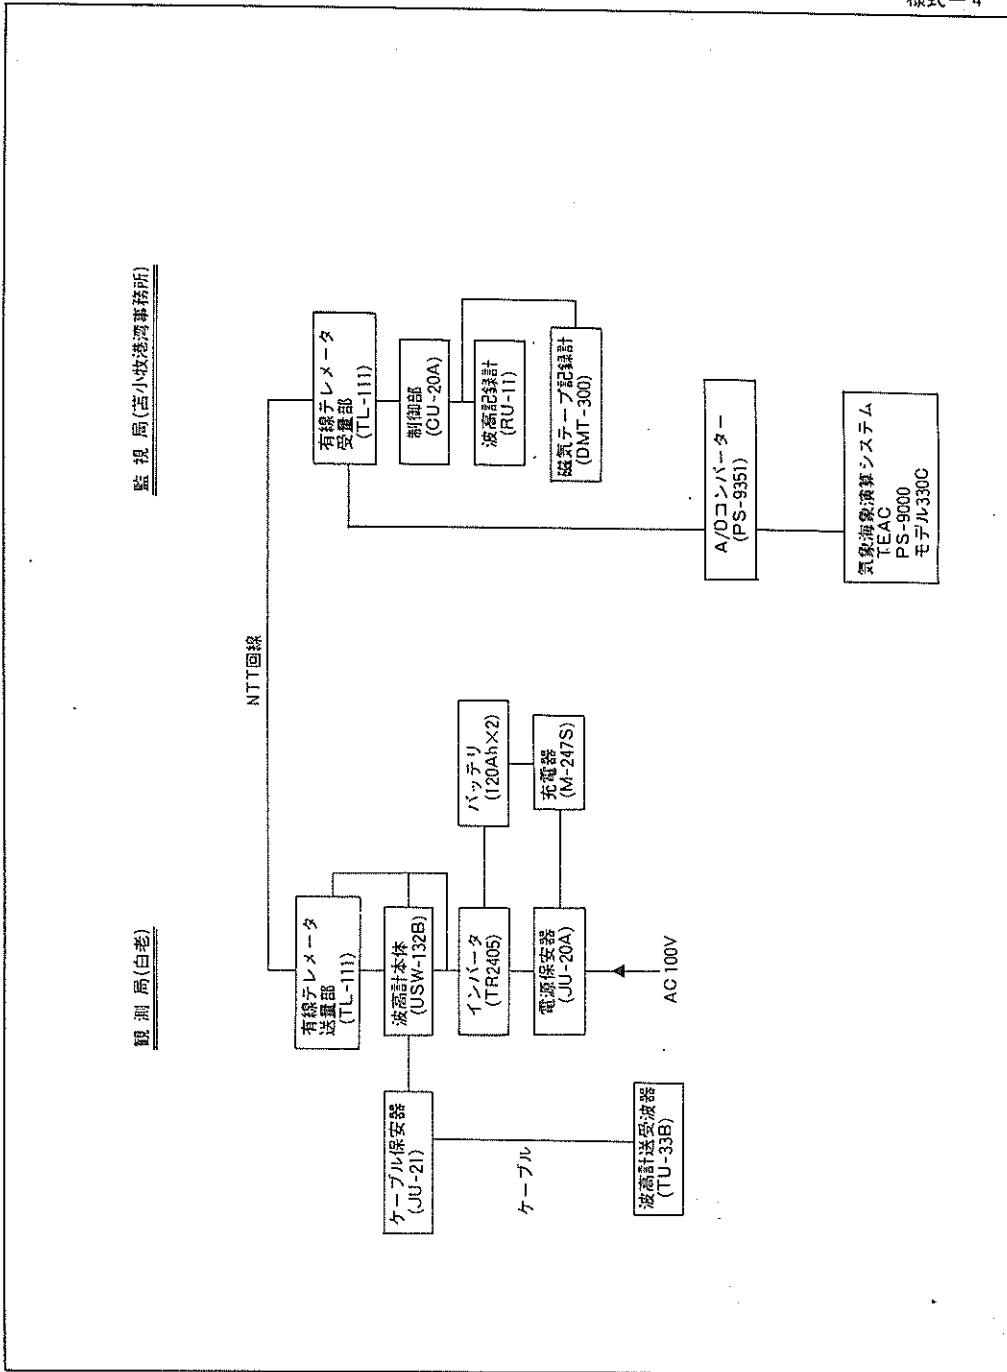 様式－4
観測局(白老)
監視局(苫小牧港湾事務所)
NTT回線
有線テレメータ
送量部
(TL-111)
波高計本体
(USW-132B)
インバータ
(TR2405)
電源保安器
(JU-20A)
AC100V
バッテリ
(120Ah×2)
充電器
(M-247S)
ケーブル保安器
(JU-21)
ケーブル
波高計送受波器
(TU-33B)
有線テレメータ
受量部
(TL-111)
制御部
(CU-20A)
波高記録計
(RU-11)
磁気テープ記録計
(DMT-300)
A/Dコンバーター
(PS-9351)
気象海象演算システム
TEAC
PS-9000
モデル330C